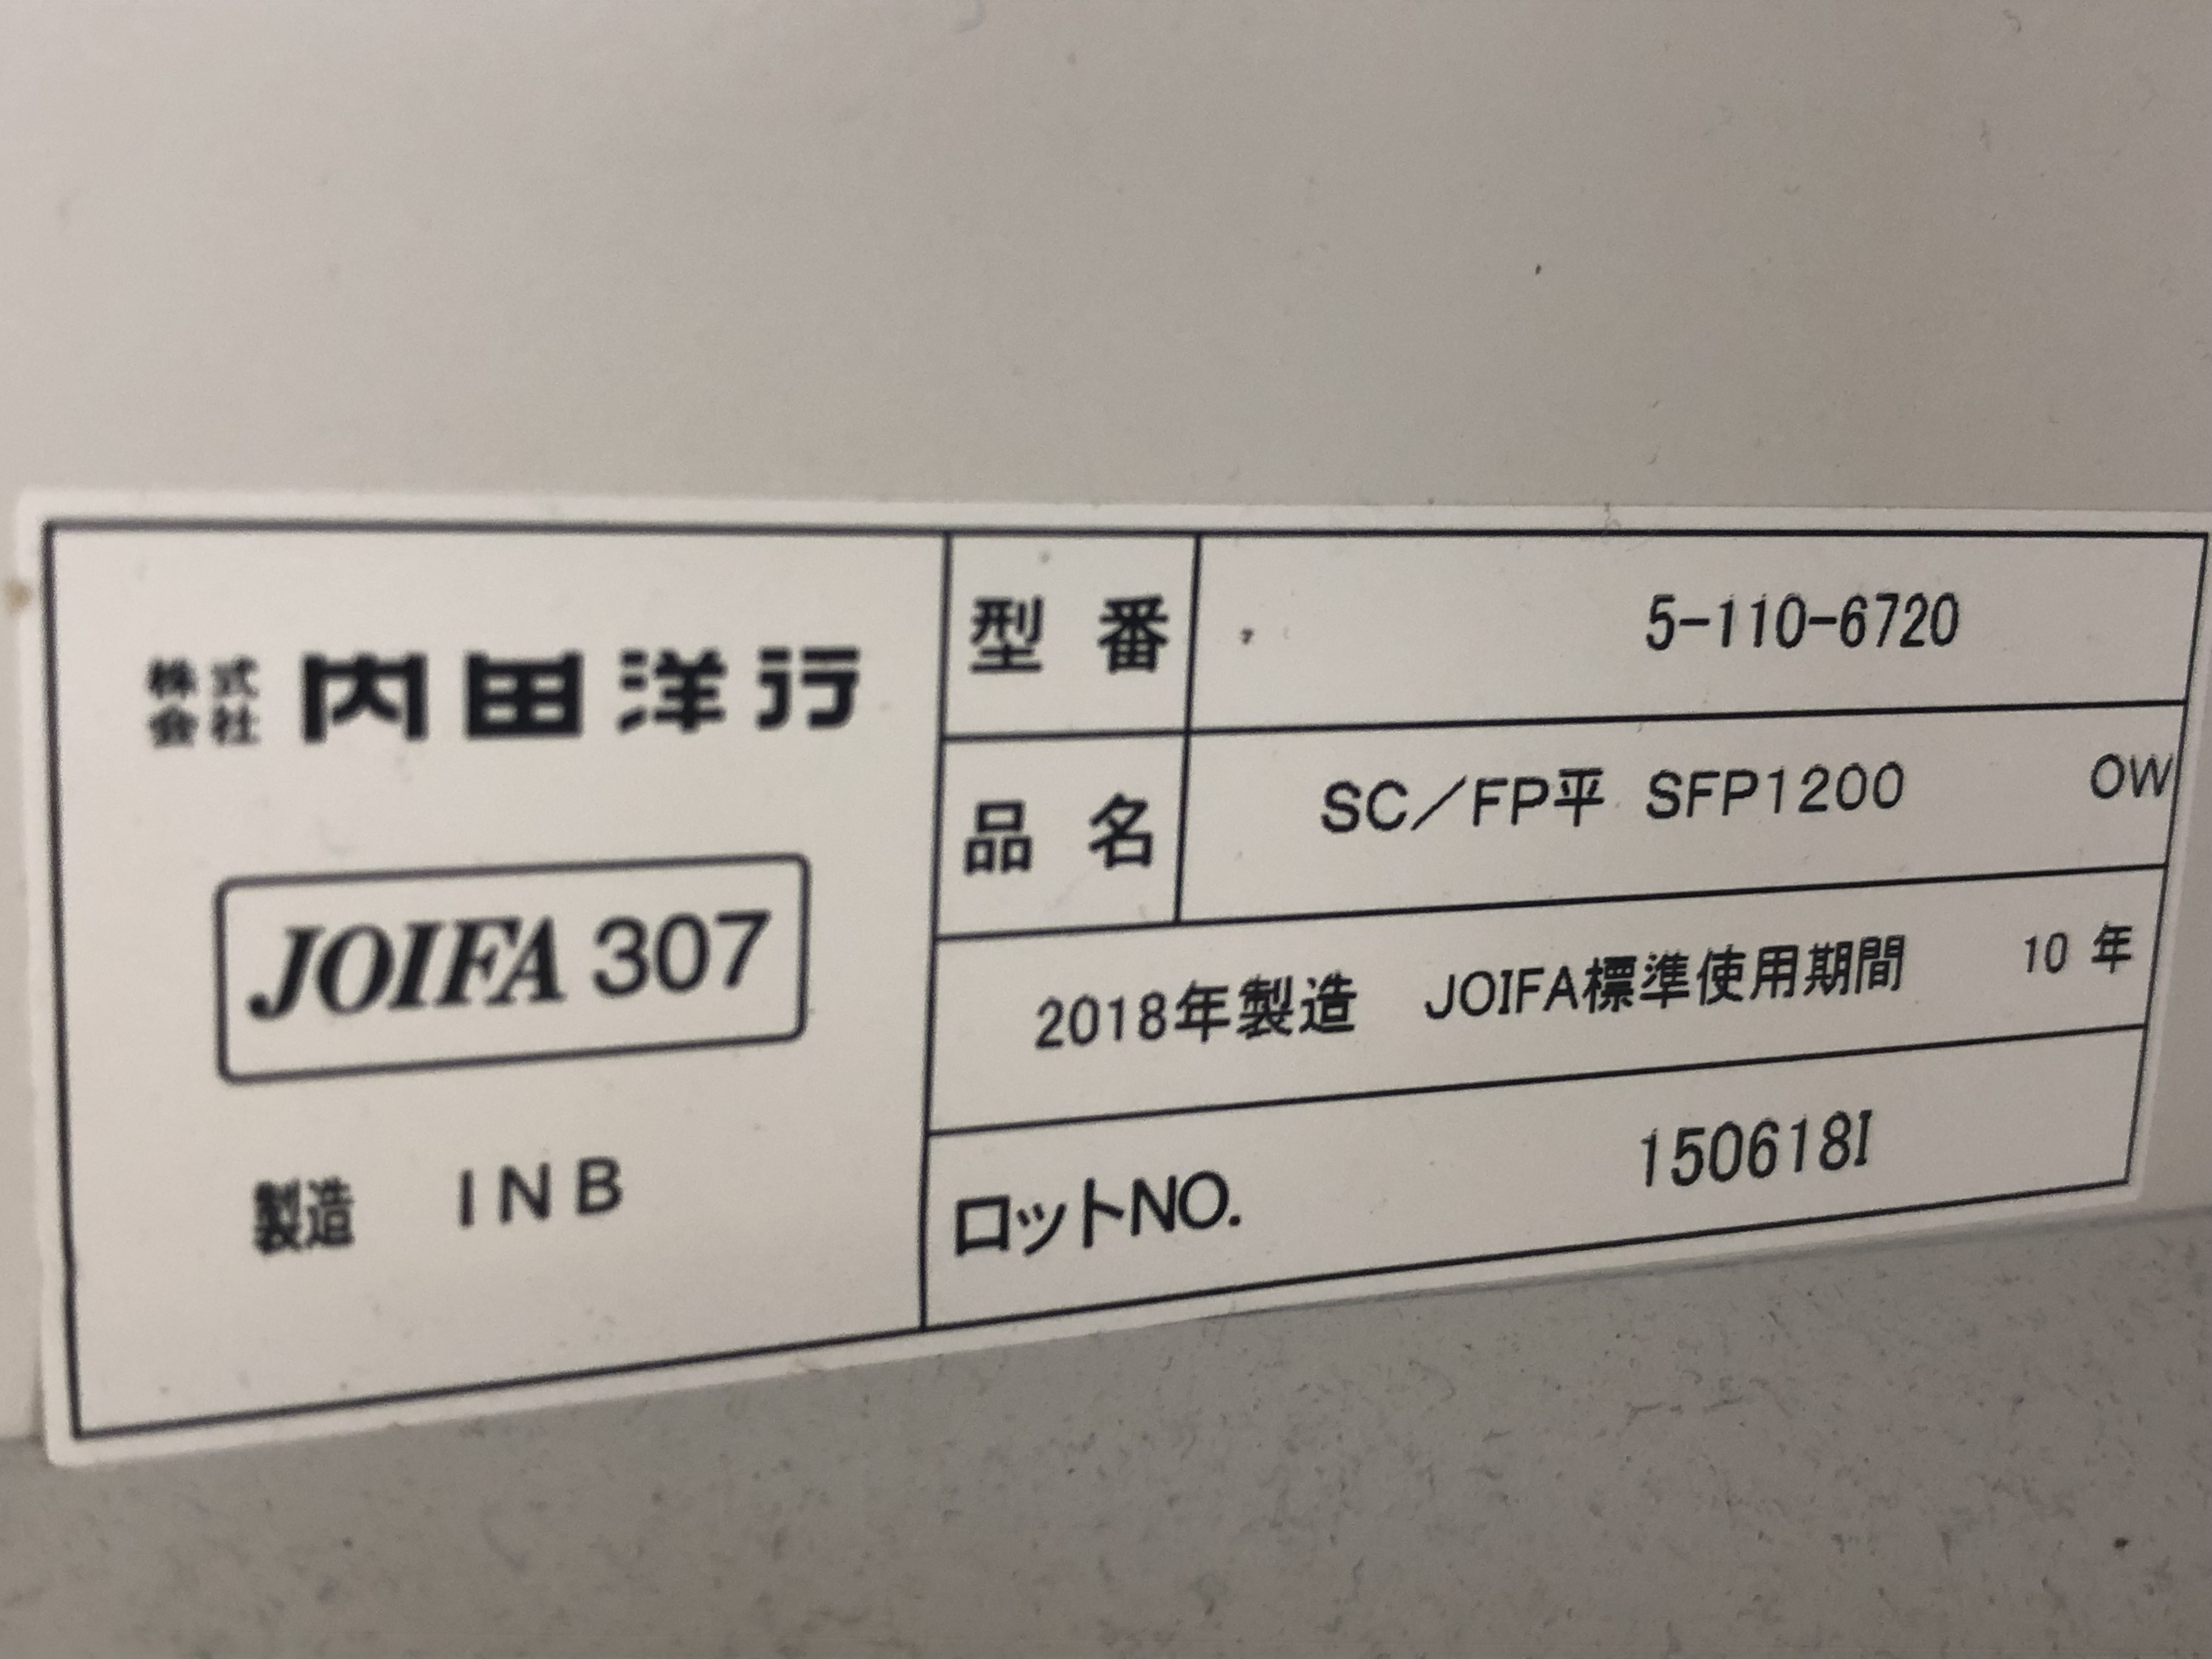 株式会社 内田洋行
JOIFA 307
製造 INB
型番 5-110-6720
品名 SC／FP平 SFP1200 OW
2018年製造 JOIFA標準使用期間 10年
ロットNO. 150618I